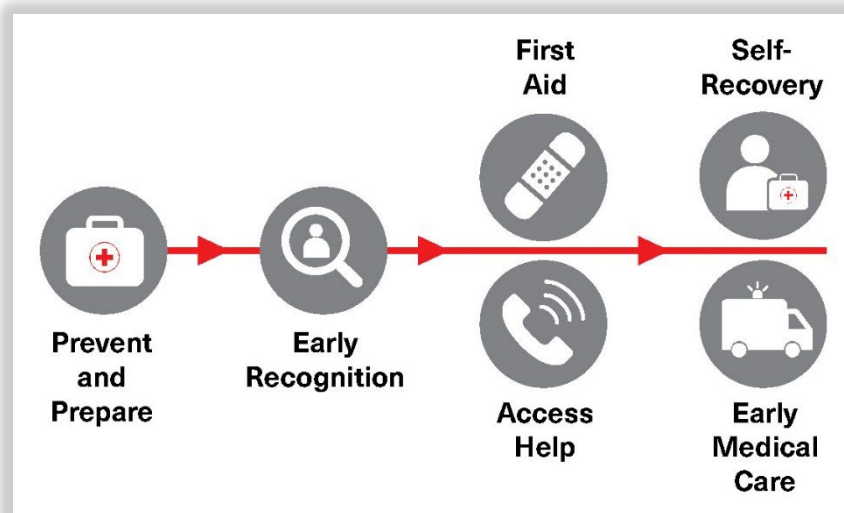 Prevent
and
Prepare
Early
Recognition
First
Aid
Access
Help
Self-
Recovery
Early
Medical
Care